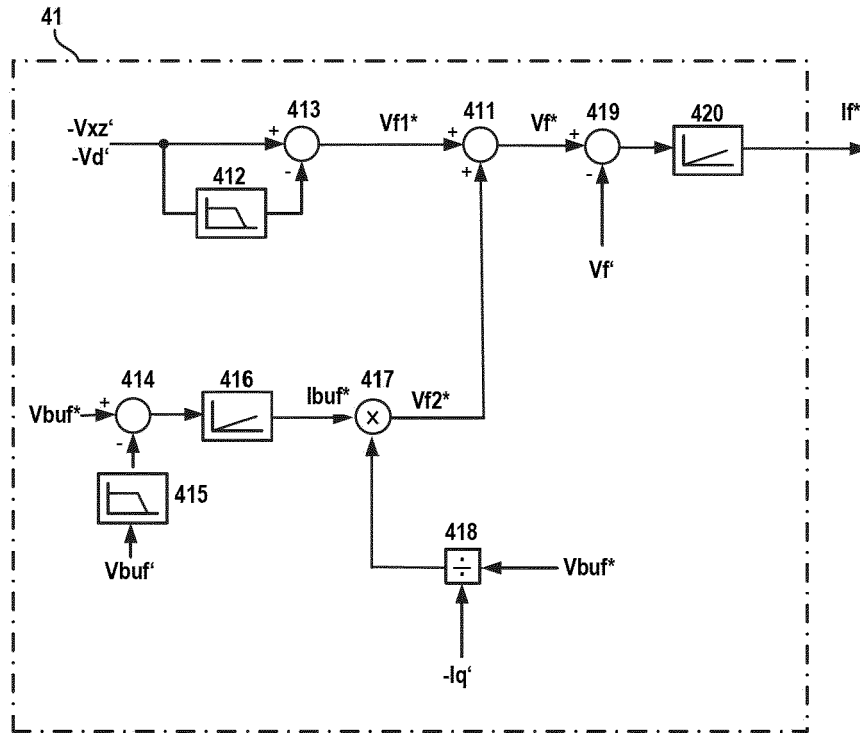 41
413
411
419
420
-Vxz‘
-Vd‘
+
-
Vf1*
+
+
Vf*
+
-
If*
412
Vf‘
414
416
417
Vbuf*
+
-
Ibuf*
x
Vf2*
415
Vbuf‘
418
÷
Vbuf*
-Iq‘